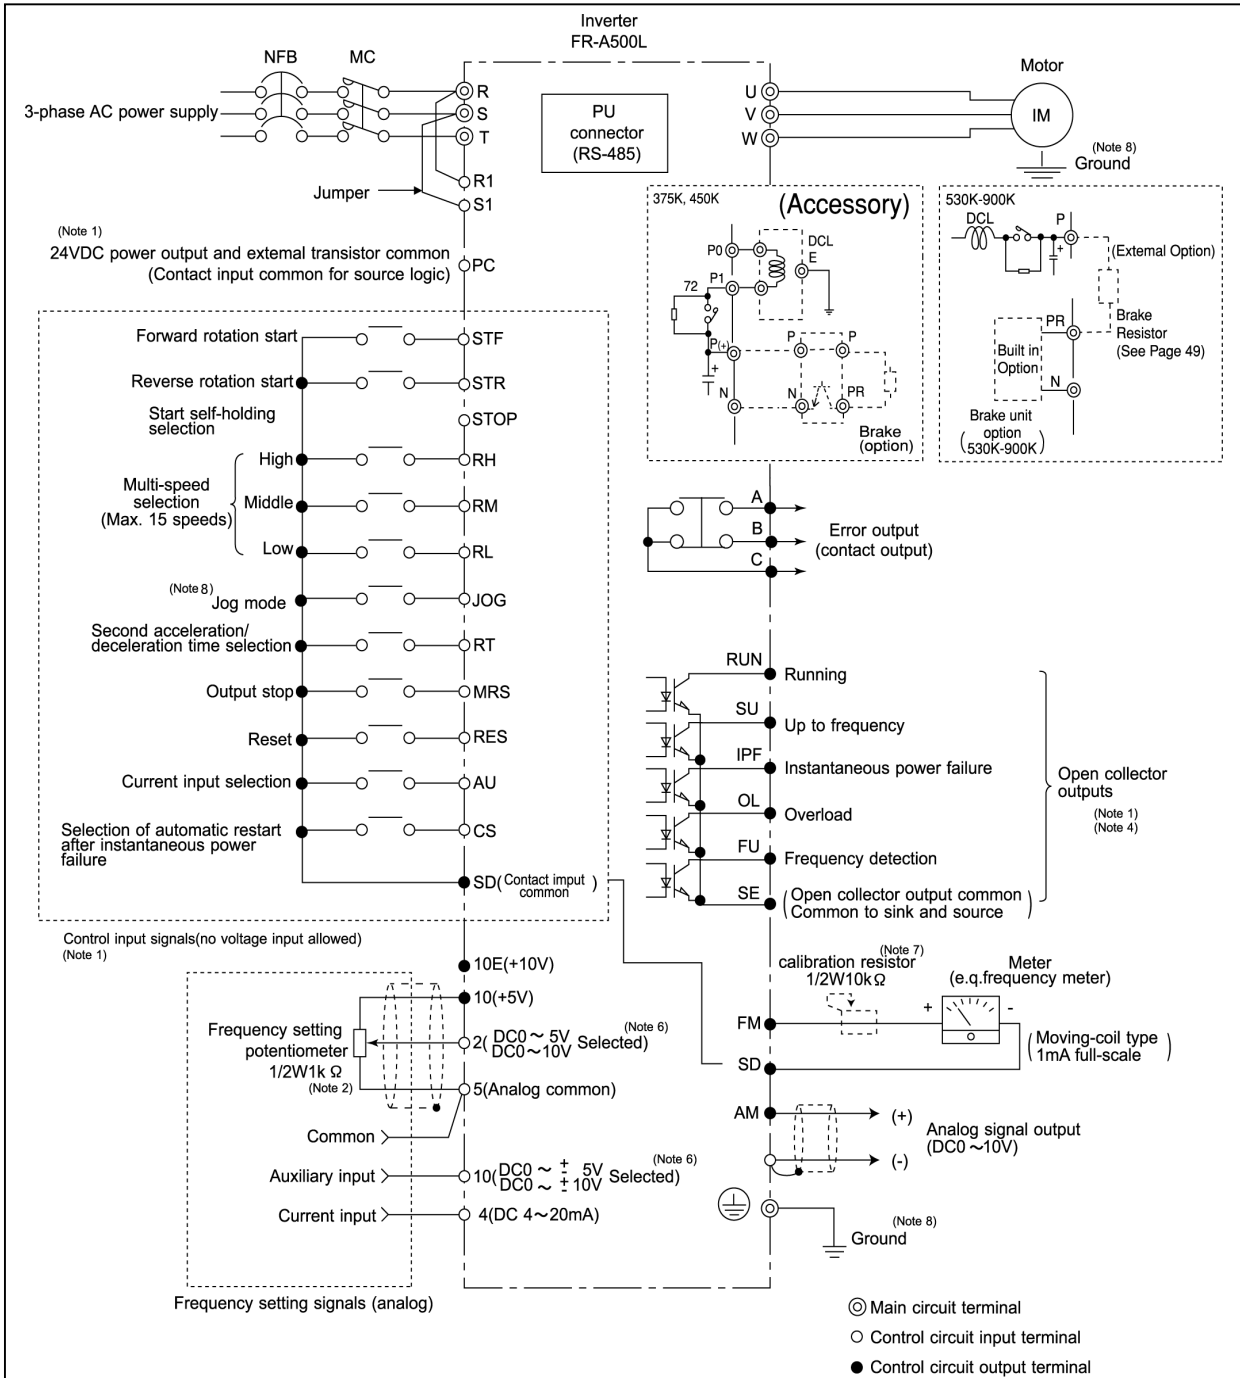 Inverter
FR-A500L
NFB
MC
3-phase AC power supply
R
S
T
R1
S1
Jumper
PU
connector
(RS-485)
U
V
W
Motor
IM
(Note 8)
Ground
(Note 1)
24VDC power output and external transistor common
(Contact input common for source logic)
PC
375K, 450K
(Accessory)
P0
DCL
E
P1
72
P(+)
+
P
P
N
N
PR
Brake
(option)
530K-900K
DCL
P
+
(External Option)
PR
Brake
Resistor
(See Page 49)
Built in
Option
N
Brake unit
option
(530K-900K)
Forward rotation start
STF
Reverse rotation start
STR
Start self-holding
selection
STOP
Multi-speed
selection
(Max. 15 speeds)
High
RH
Middle
RM
Low
RL
(Note 8)
Jog mode
JOG
Second acceleration/
deceleration time selection
RT
Output stop
MRS
Reset
RES
Current input selection
AU
Selection of automatic restart
after instantaneous power
failure
CS
SD(Contact imput
common)
Control input signals(no voltage input allowed)
(Note 1)
A
B
C
Error output
(contact output)
RUN
Running
SU
Up to frequency
IPF
Instantaneous power failure
OL
Overload
FU
Frequency detection
SE
(Open collector output common
Common to sink and source)
Open collector
outputs
(Note 1)
(Note 4)
10E(+10V)
10(+5V)
Frequency setting
potentiometer
1/2W1k Ω
(Note 2)
2(DC0～ 5V
DC0～10V Selected)
(Note 6)
5(Analog common)
Common
Auxiliary input
10(DC0 ～ ± 5V
DC0 ～ ± 10V Selected)
(Note 6)
Current input
4(DC 4～20mA)
Frequency setting signals (analog)
(Note 7)
calibration resistor
1/2W10kΩ
Meter
(e.q.frequency meter)
FM
+
-
(Moving-coil type
1mA full-scale)
SD
AM
(+)
Analog signal output
(DC0 ～10V)
(-)
(Note 8)
Ground
Main circuit terminal
Control circuit input terminal
Control circuit output terminal